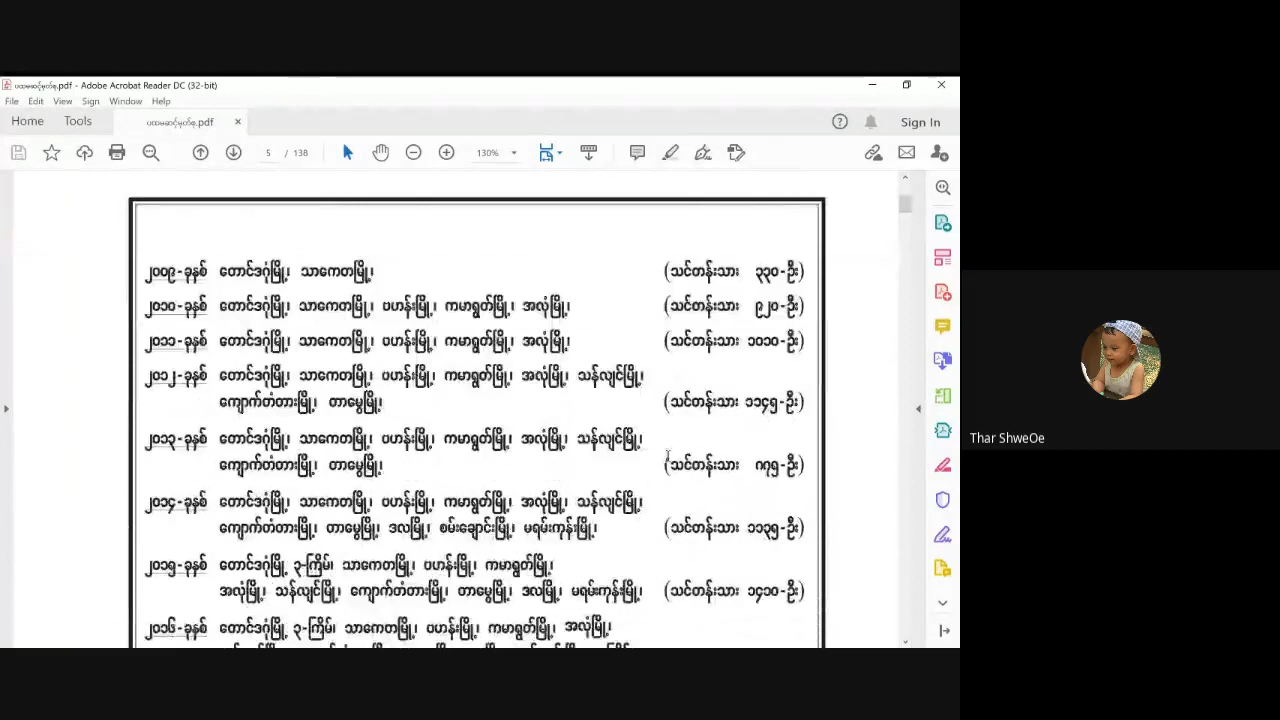 ပထမဆင့်မှတ်စု.pdf - Adobe Acrobat Reader DC (32-bit)
File Edit View Sign Window Help
Home Tools ပထမဆင့်မှတ်စု.pdf × Sign In
5 / 138 130%
၂၀၀၉-ခုနှစ် တောင်ဒဂုံမြို့၊ သာကေတမြို့၊ (သင်တန်းသား ၃၃၀-ဦး)
၂၀၁၀-ခုနှစ် တောင်ဒဂုံမြို့၊ သာကေတမြို့၊ ဗဟန်းမြို့၊ ကမာရွတ်မြို့၊ အလုံမြို့၊ (သင်တန်းသား ၉၂၀-ဦး)
၂၀၁၁-ခုနှစ် တောင်ဒဂုံမြို့၊ သာကေတမြို့၊ ဗဟန်းမြို့၊ ကမာရွတ်မြို့၊ အလုံမြို့၊ (သင်တန်းသား ၁၀၁၀-ဦး)
၂၀၁၂-ခုနှစ် တောင်ဒဂုံမြို့၊ သာကေတမြို့၊ ဗဟန်းမြို့၊ ကမာရွတ်မြို့၊ အလုံမြို့၊ သန်လျင်မြို့၊
ကျောက်တံတားမြို့၊ တာမွေမြို့၊ (သင်တန်းသား ၁၁၄၅-ဦး)
၂၀၁၃-ခုနှစ် တောင်ဒဂုံမြို့၊ သာကေတမြို့၊ ဗဟန်းမြို့၊ ကမာရွတ်မြို့၊ အလုံမြို့၊ သန်လျင်မြို့၊
ကျောက်တံတားမြို့၊ တာမွေမြို့၊ (သင်တန်းသား ၈၇၅-ဦး)
၂၀၁၄-ခုနှစ် တောင်ဒဂုံမြို့၊ သာကေတမြို့၊ ဗဟန်းမြို့၊ ကမာရွတ်မြို့၊ အလုံမြို့၊ သန်လျင်မြို့၊
ကျောက်တံတားမြို့၊ တာမွေမြို့၊ ဒလမြို့၊ စမ်းချောင်းမြို့၊ မရမ်းကုန်းမြို့၊ (သင်တန်းသား ၁၁၃၅-ဦး)
၂၀၁၅-ခုနှစ် တောင်ဒဂုံမြို့ ၃-ကြိမ်၊ သာကေတမြို့၊ ဗဟန်းမြို့၊ ကမာရွတ်မြို့၊
အလုံမြို့၊ သန်လျင်မြို့၊ ကျောက်တံတားမြို့၊ တာမွေမြို့၊ ဒလမြို့၊ မရမ်းကုန်းမြို့၊ (သင်တန်းသား ၁၄၁၀-ဦး)
၂၀၁၆-ခုနှစ် တောင်ဒဂုံမြို့ ၃-ကြိမ်၊ သာကေတမြို့၊ ဗဟန်းမြို့၊ ကမာရွတ်မြို့၊ အလုံမြို့၊
Thar ShweOe